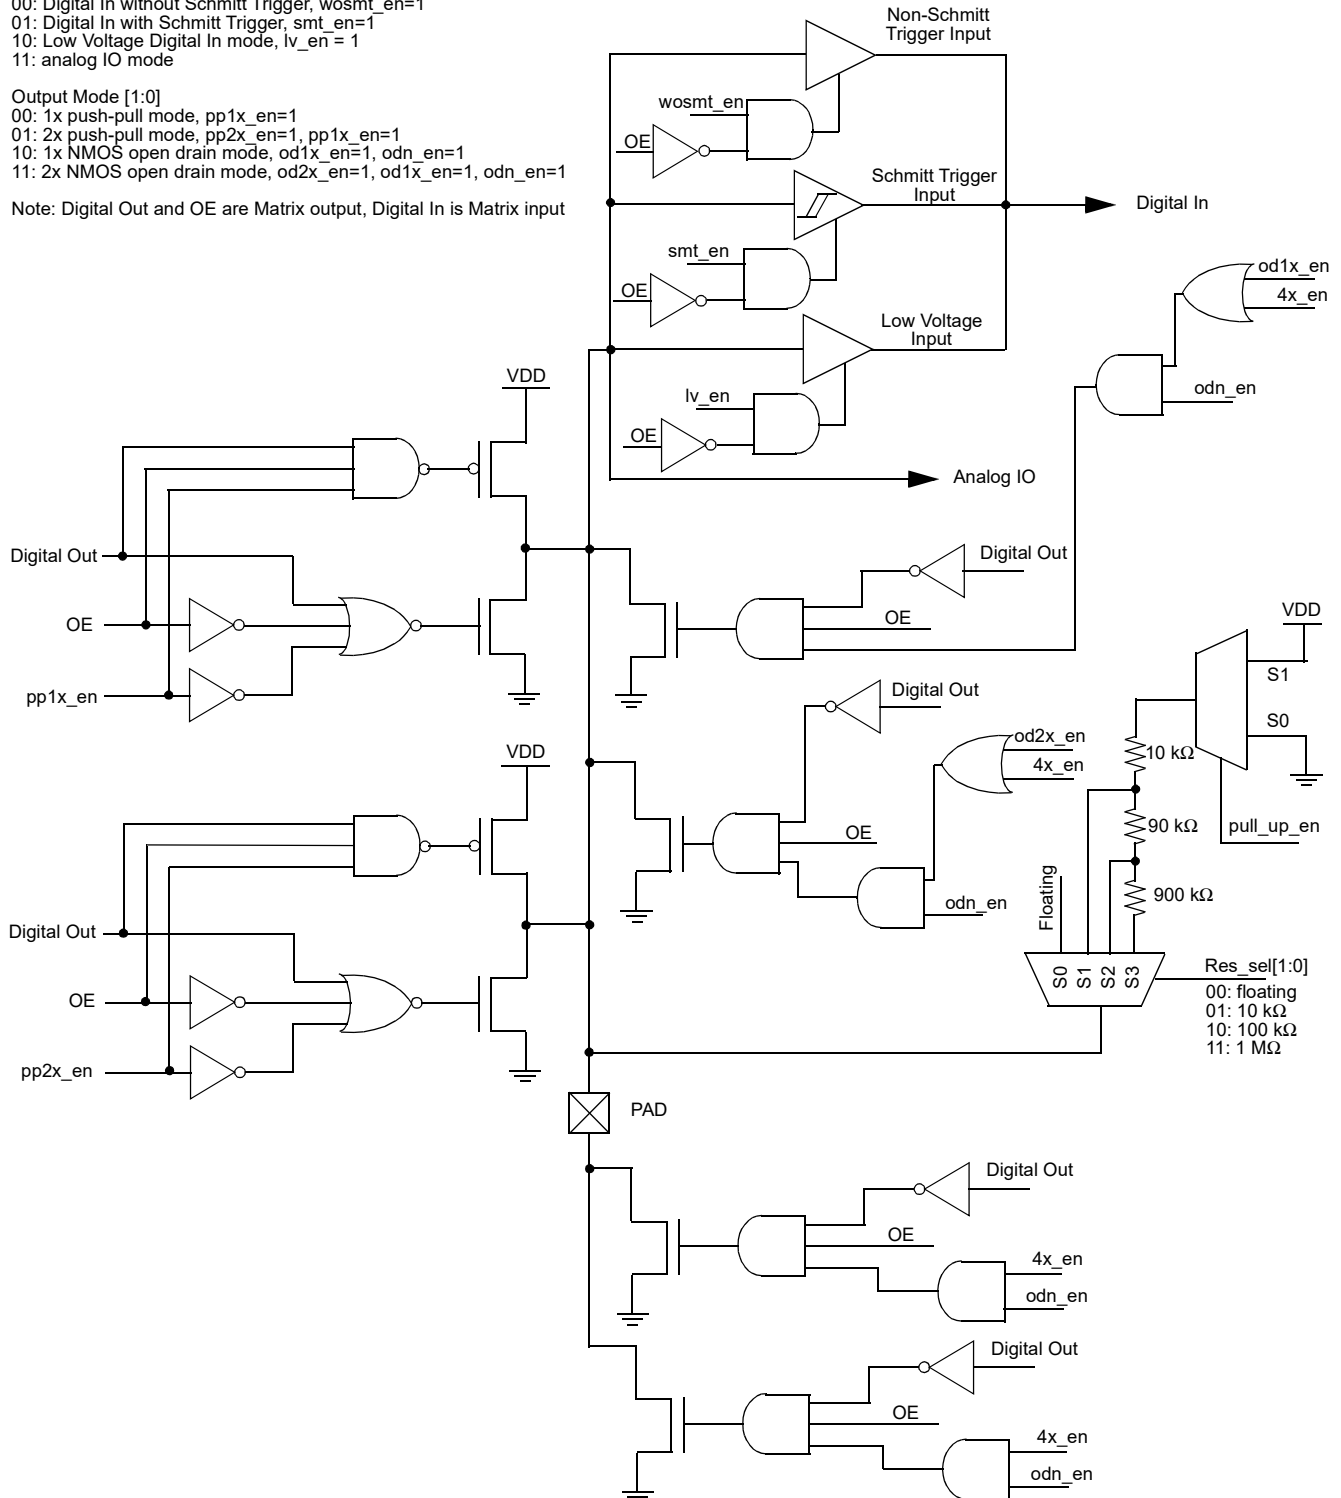 00: Digital In without Schmitt Trigger, wosmt_en=1
01: Digital In with Schmitt Trigger, smt_en=1
10: Low Voltage Digital In mode, lv_en = 1
11: analog IO mode
Output Mode [1:0]
00: 1x push-pull mode, pp1x_en=1
01: 2x push-pull mode, pp2x_en=1, pp1x_en=1
10: 1x NMOS open drain mode, od1x_en=1, odn_en=1
11: 2x NMOS open drain mode, od2x_en=1, od1x_en=1, odn_en=1
Note: Digital Out and OE are Matrix output, Digital In is Matrix input
Non-Schmitt
Trigger Input
wosmt_en
OE
Schmitt Trigger
Input
Digital In
smt_en
OE
od1x_en
4x_en
Low Voltage
Input
odn_en
lv_en
OE
Analog IO
VDD
Digital Out
OE
pp1x_en
Digital Out
OE
VDD
S1
S0
10 kΩ
90 kΩ
pull_up_en
900 kΩ
Floating
S0
S1
S2
S3
Res_sel[1:0]
00: floating
01: 10 kΩ
10: 100 kΩ
11: 1 MΩ
Digital Out
od2x_en
4x_en
OE
odn_en
VDD
Digital Out
OE
pp2x_en
PAD
Digital Out
OE
4x_en
odn_en
Digital Out
OE
4x_en
odn_en